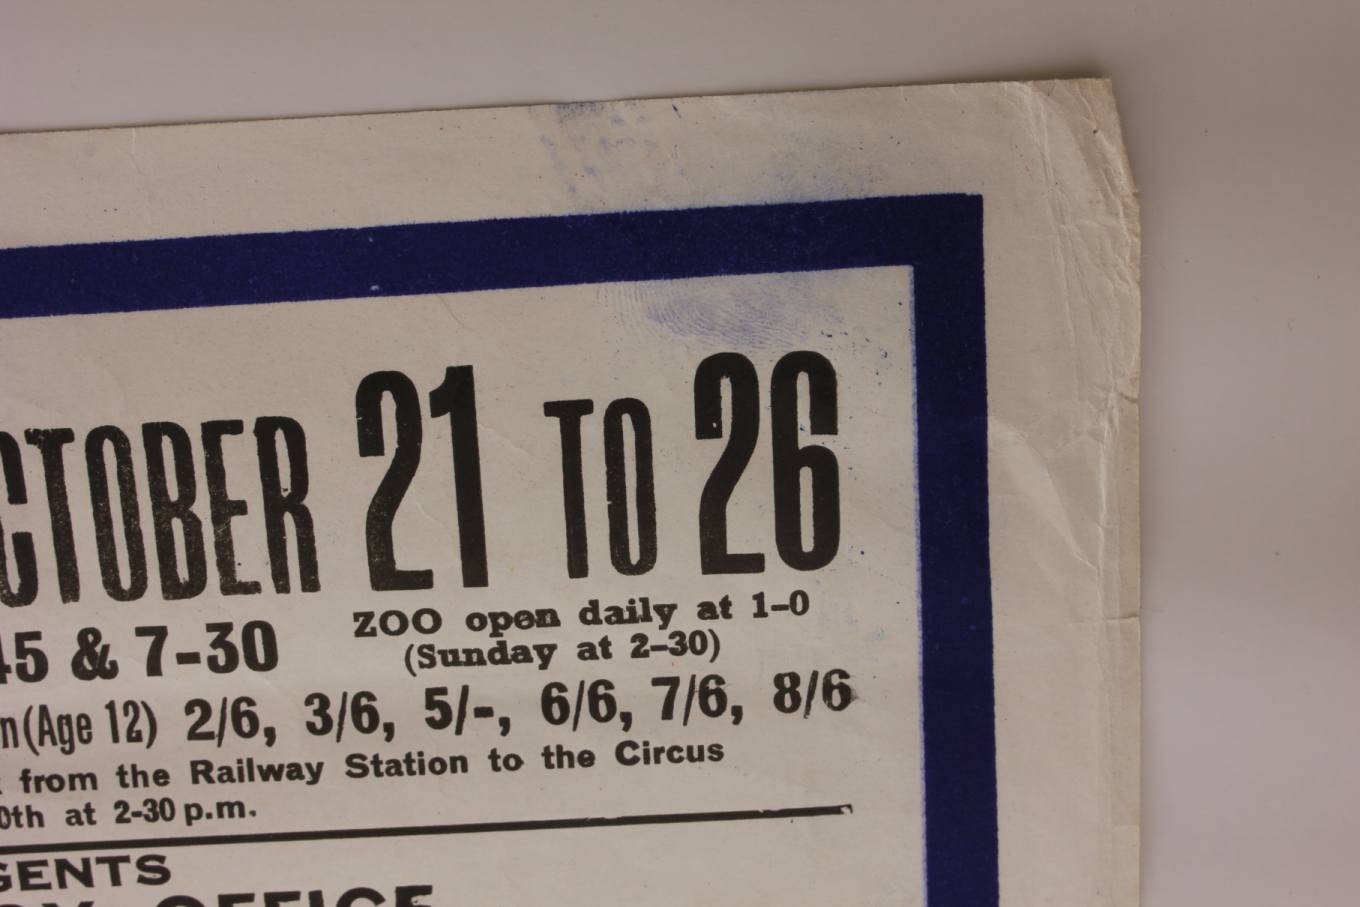 CTOBER 21 TO 26
45 & 7-30
ZOO open daily at 1-0
(Sunday at 2-30)
n (Age 12) 2/6, 3/6, 5/-, 6/6, 7/6, 8/6
from the Railway Station to the Circus
0th at 2-30 p.m.
GENTS
OFFICE